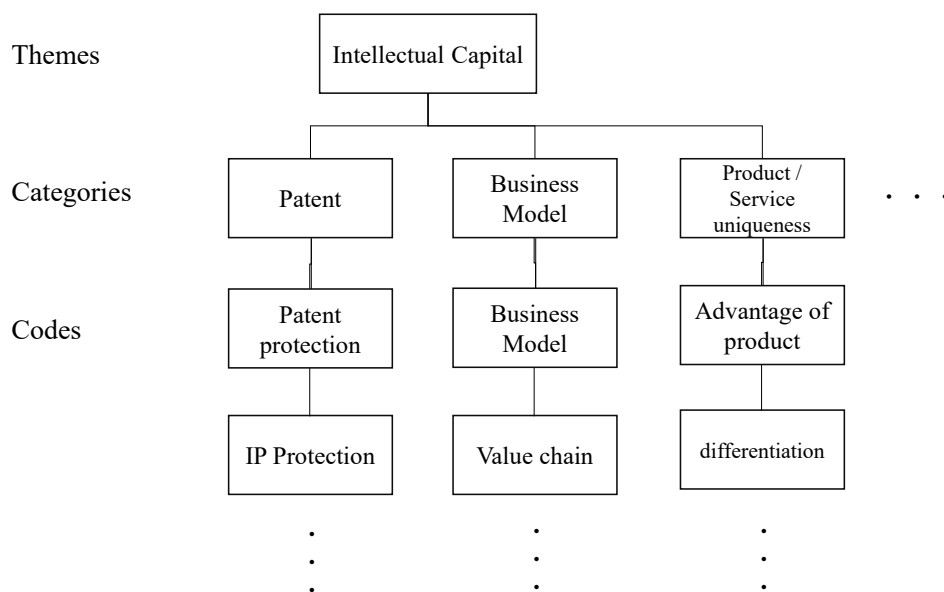 Themes
Intellectual Capital
Categories
Patent
Business
Model
Product /
Service
uniqueness
. . .
Codes
Patent
protection
Business
Model
Advantage of
product
IP Protection
Value chain
differentiation
.
.
.
.
.
.
.
.
.